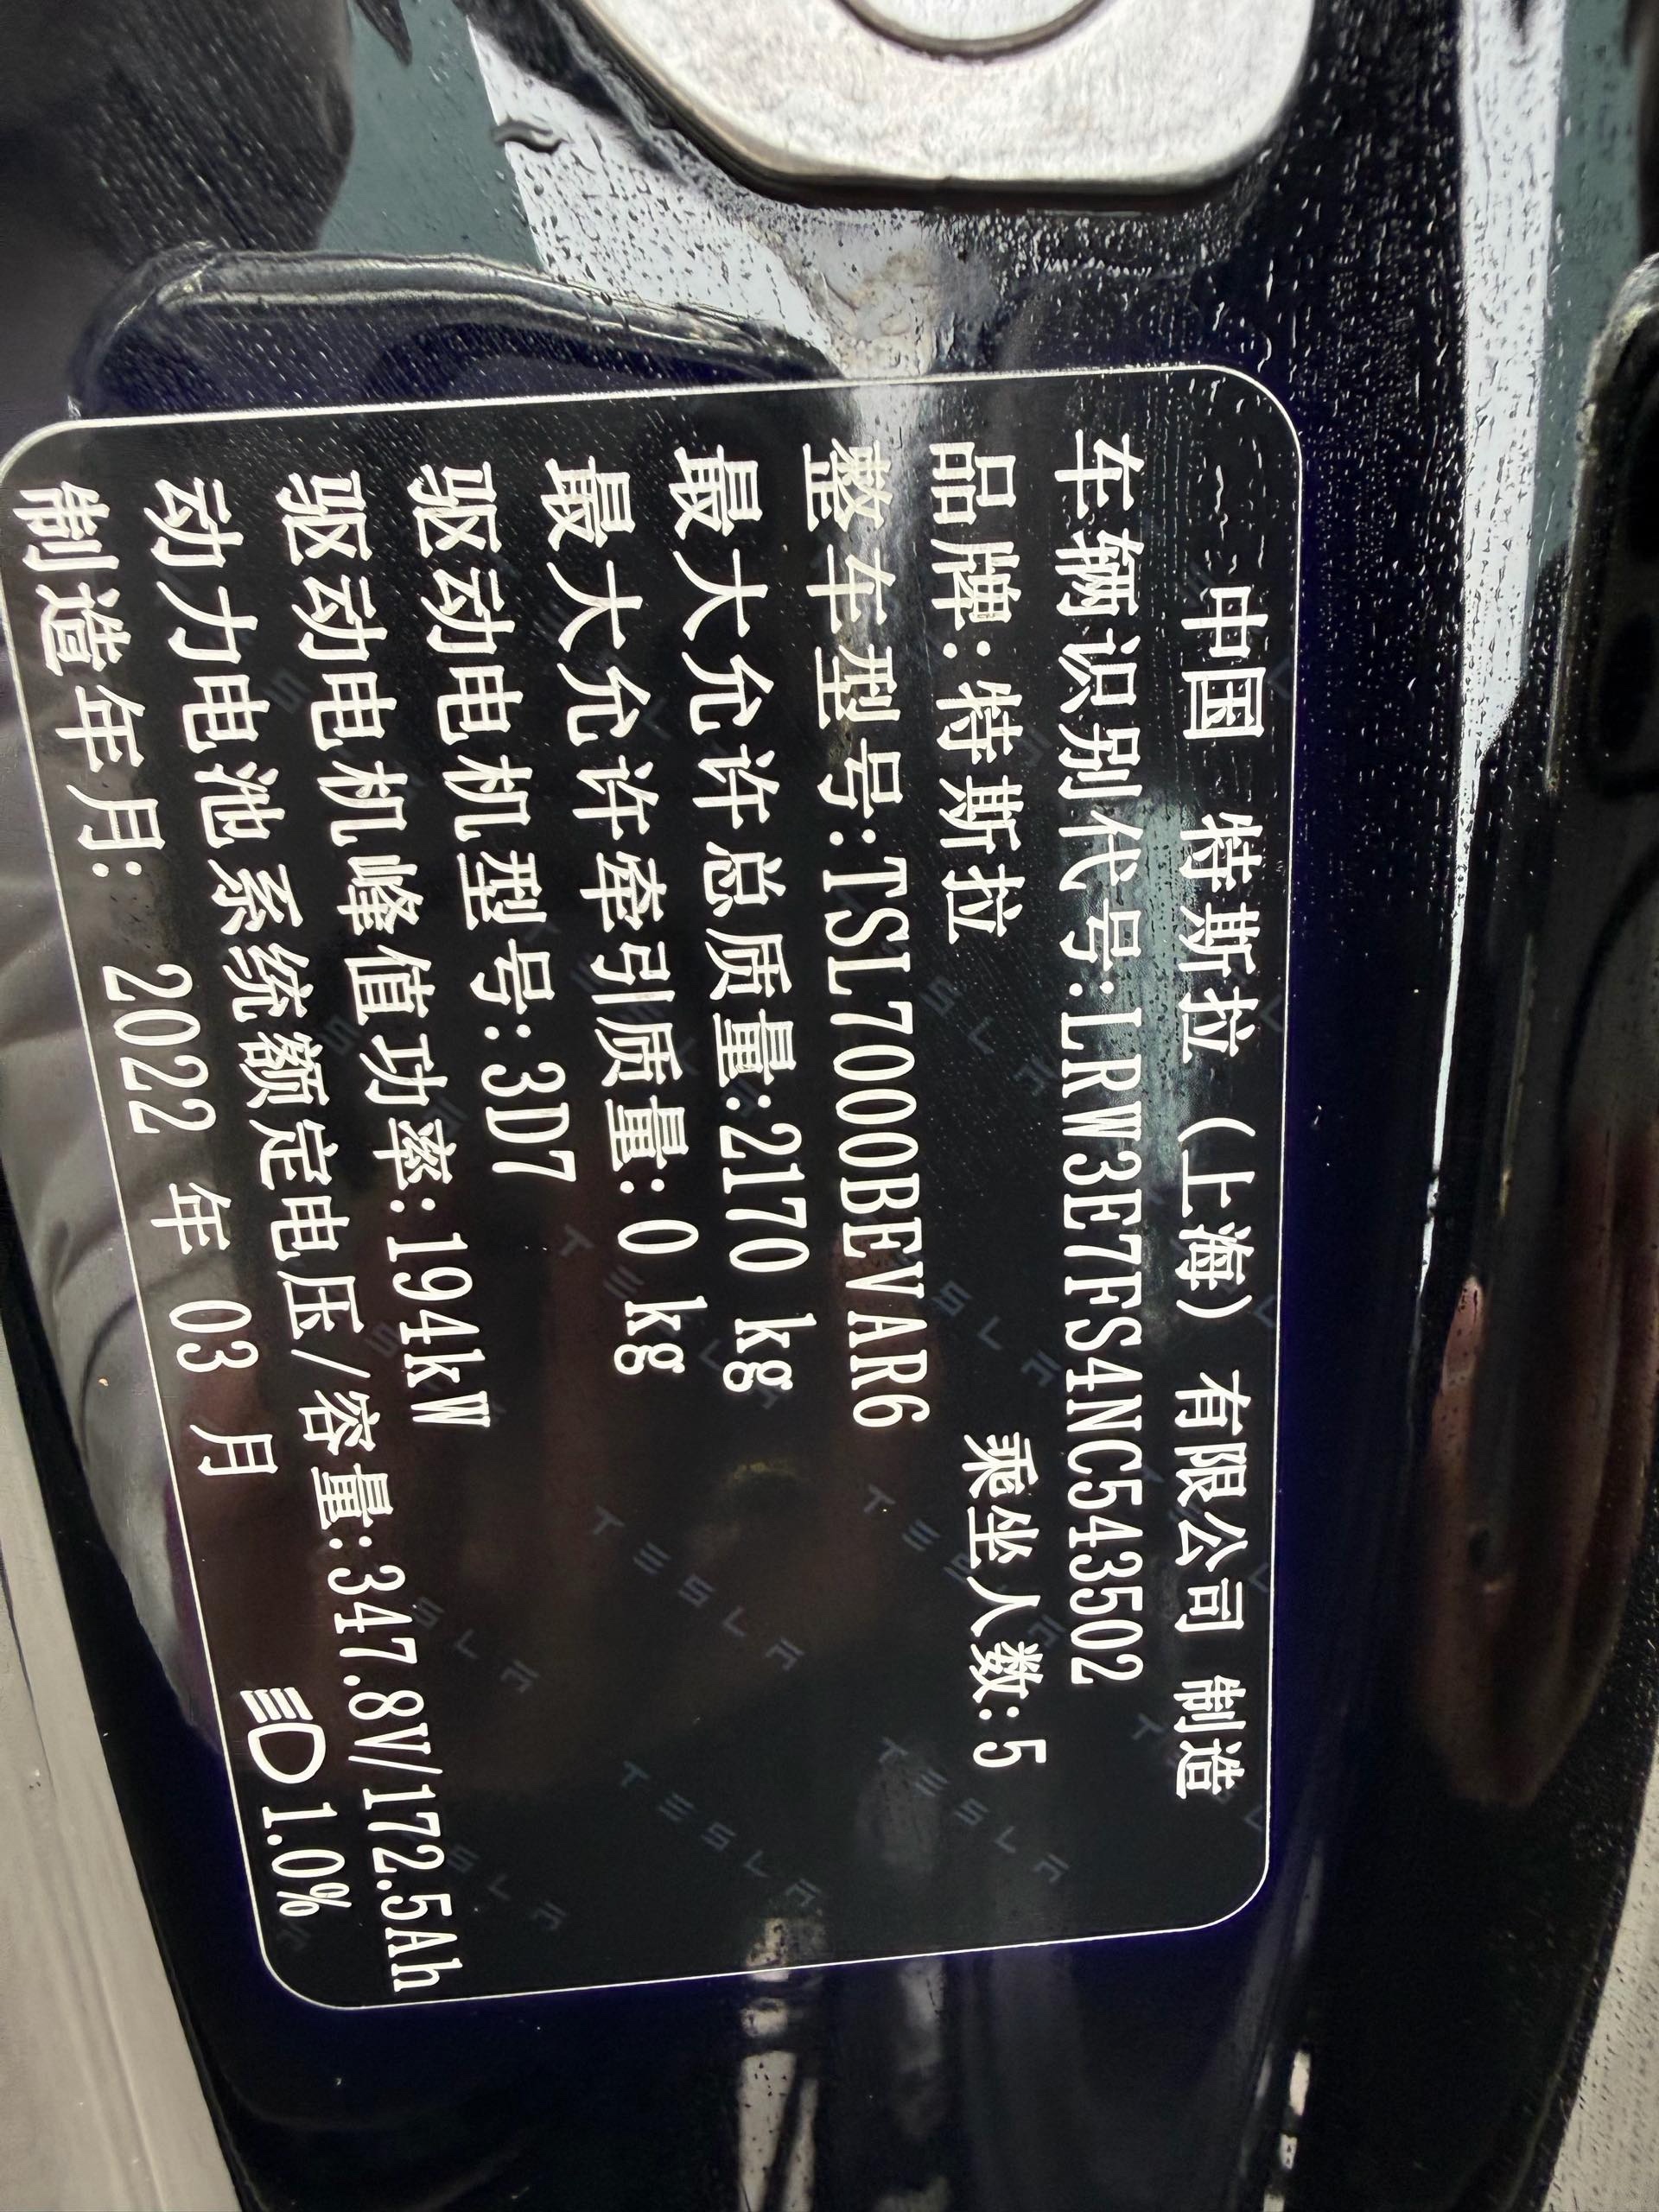 中国 特斯拉（上海）有限公司 制造
车辆识别代号:LRW3E7FS4NC543502
品牌:特斯拉 乘坐人数:5
整车型号:TSL7000BEVAR6
最大允许总质量:2170 kg
最大允许牵引质量:0 kg
驱动电机型号:3D7
驱动电机峰值功率:194kW
动力电池系统额定电压/容量:347.8V/172.5Ah
制造年月: 2022 年 03 月 1.0%
TESLA